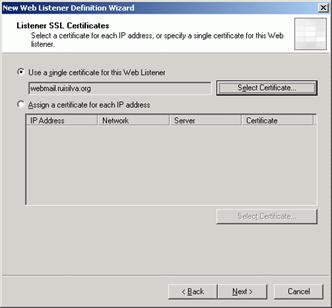 New Web Listener Definition Wizard
Listener SSL Certificates
Select a certificate for each IP address, or specify a single certificate for this Web
listener.
Use a single certificate for this Web Listener
webmail.ruisilva.org
Select Certificate...
Assign a certificate for each IP address
IP Address Network Server Certificate
Select Certificate...
< Back Next > Cancel